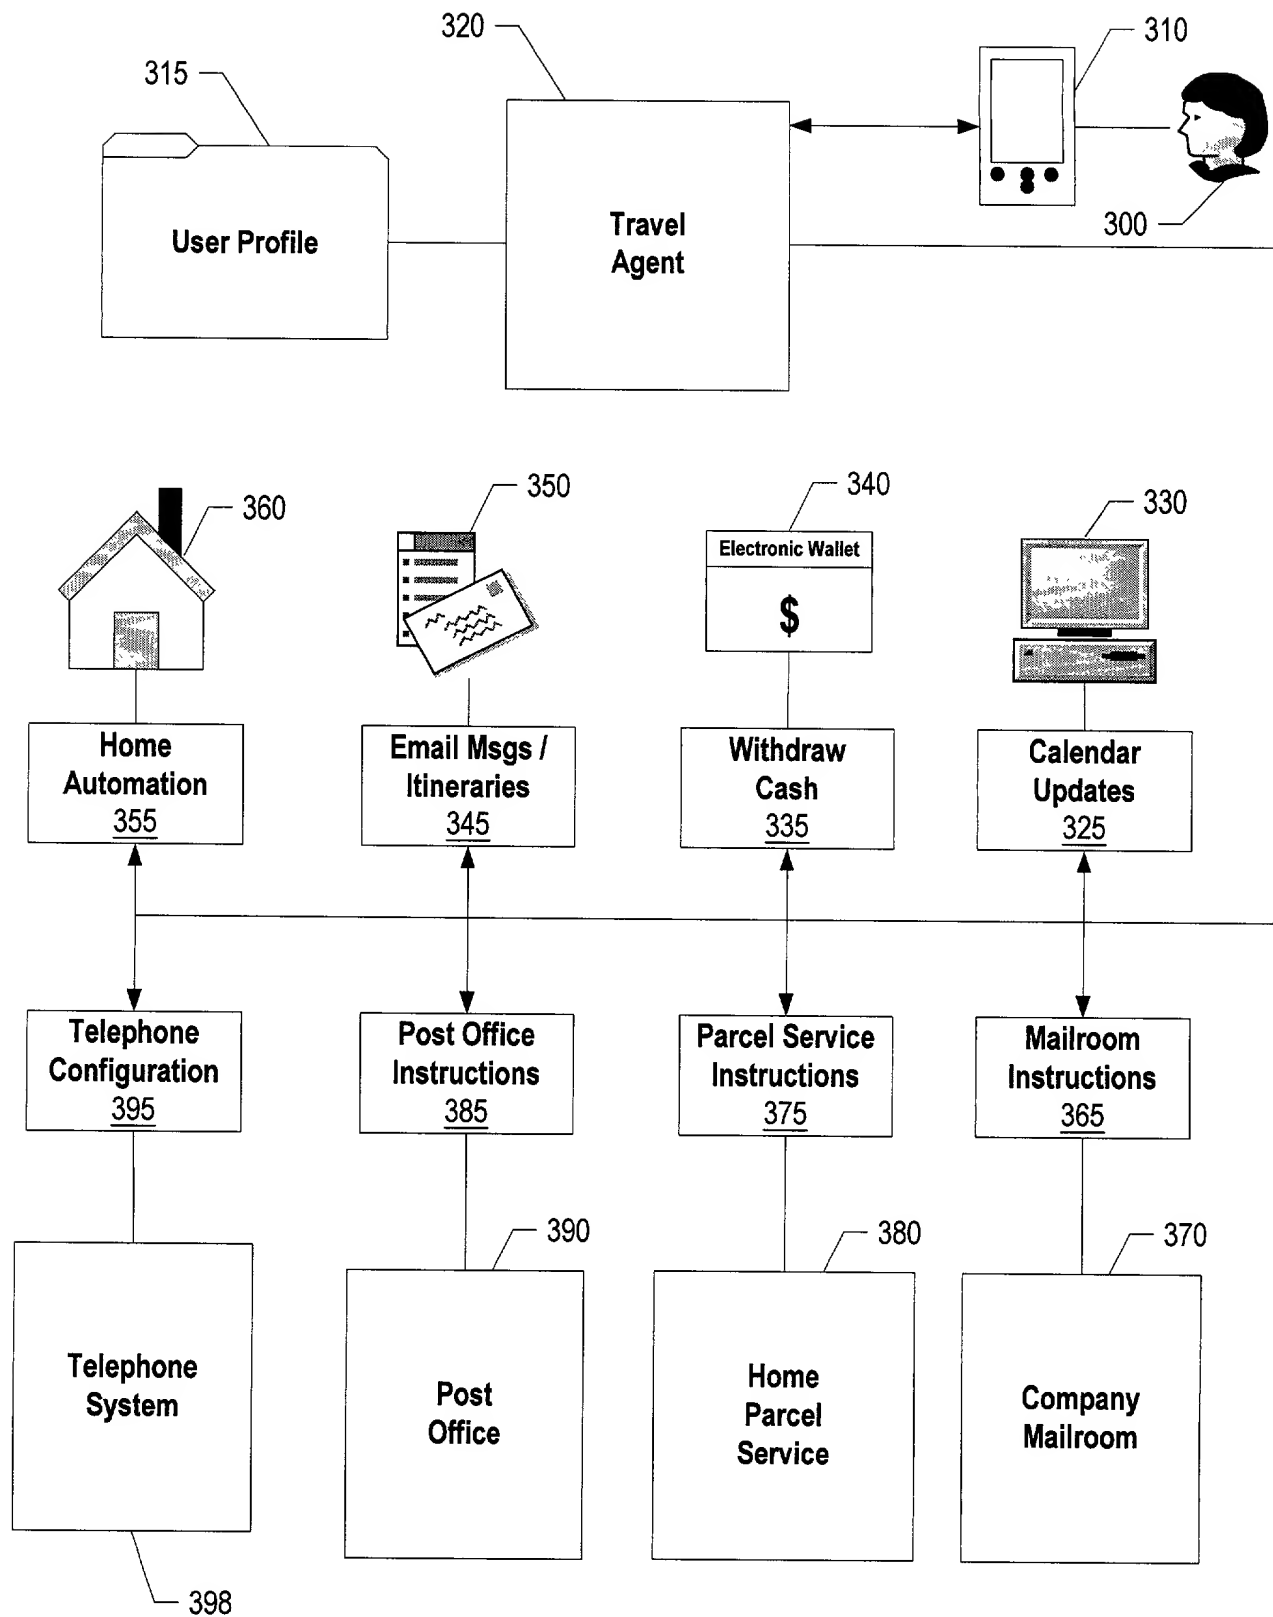 320
310
315
User Profile
Travel
Agent
300
360
350
340
330
Electronic Wallet
$
Home
Automation
355
Email Msgs /
Itineraries
345
Withdraw
Cash
335
Calendar
Updates
325
Telephone
Configuration
395
Post Office
Instructions
385
Parcel Service
Instructions
375
Mailroom
Instructions
365
390
380
370
Telephone
System
Post
Office
Home
Parcel
Service
Company
Mailroom
398